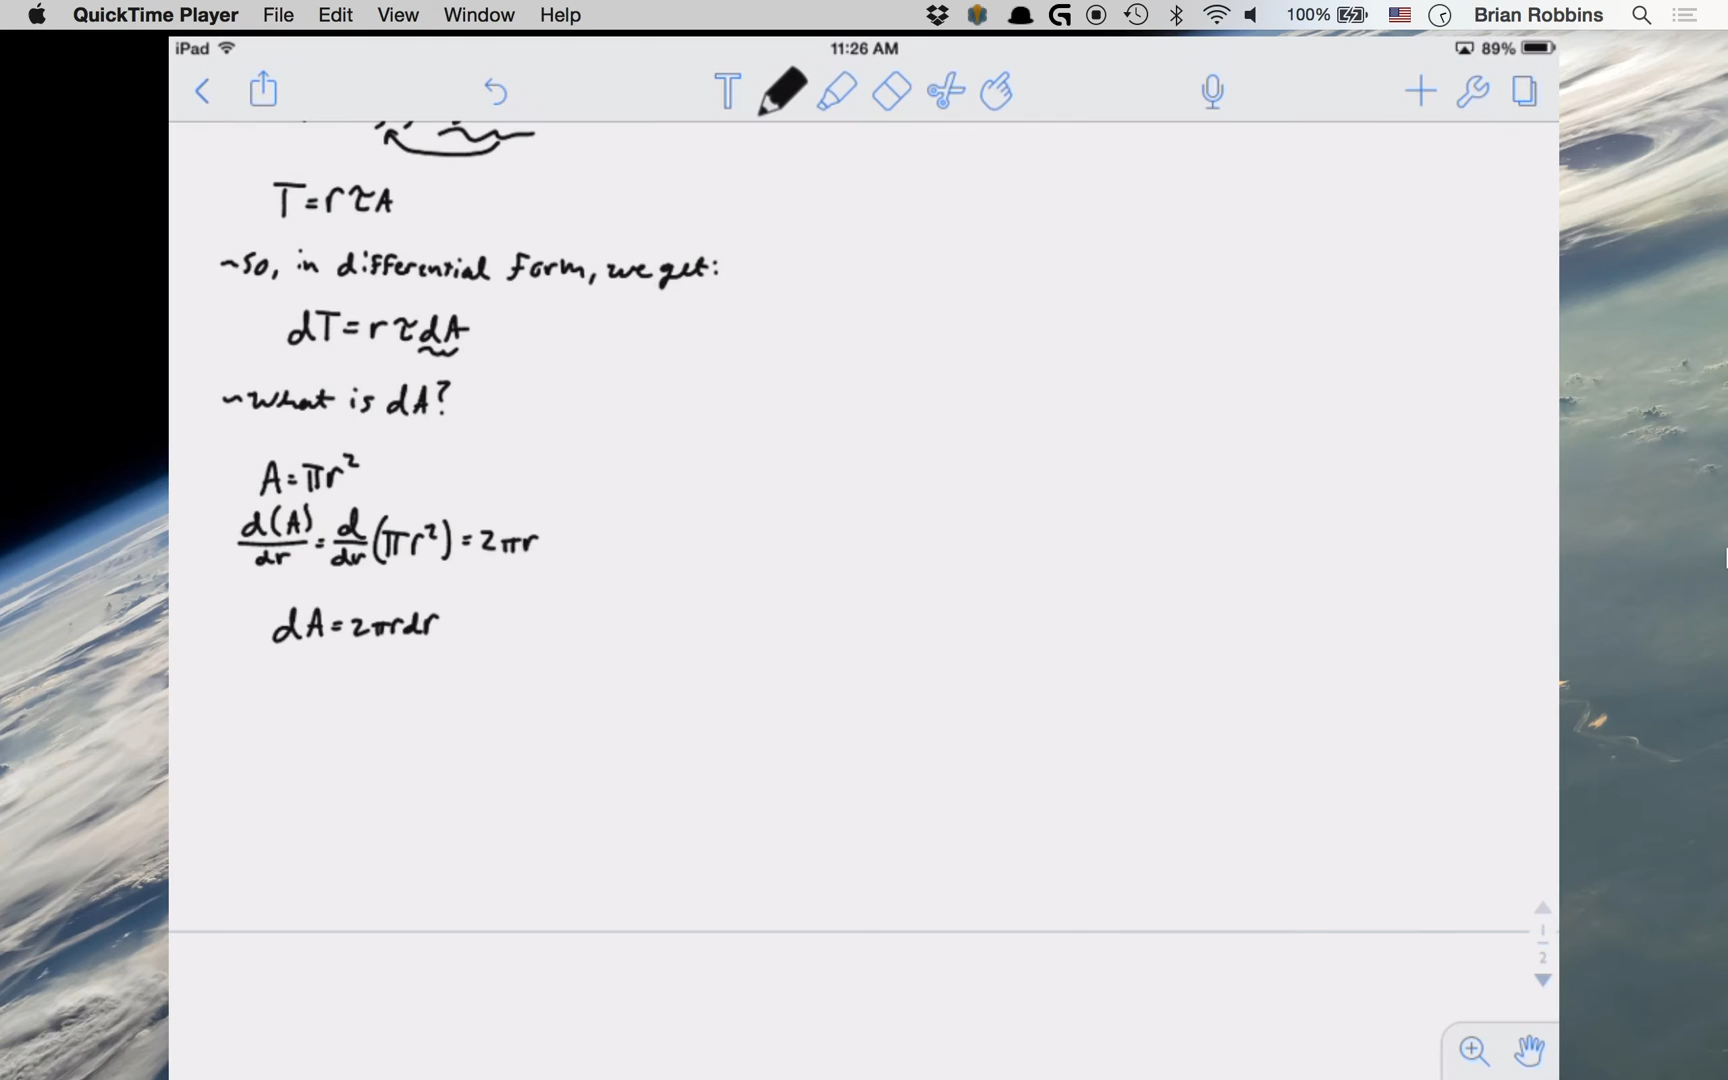 QuickTime Player File Edit View Window Help 100% Brian Robbins
iPad 11:26 AM 89%
T
T=rτA
~So, in differential form, we get:
dT=rτdA
~What is dA?
A=πr²
d(A)/dr = d/dr (πr²) = 2πr
dA=2πrdr
1
2